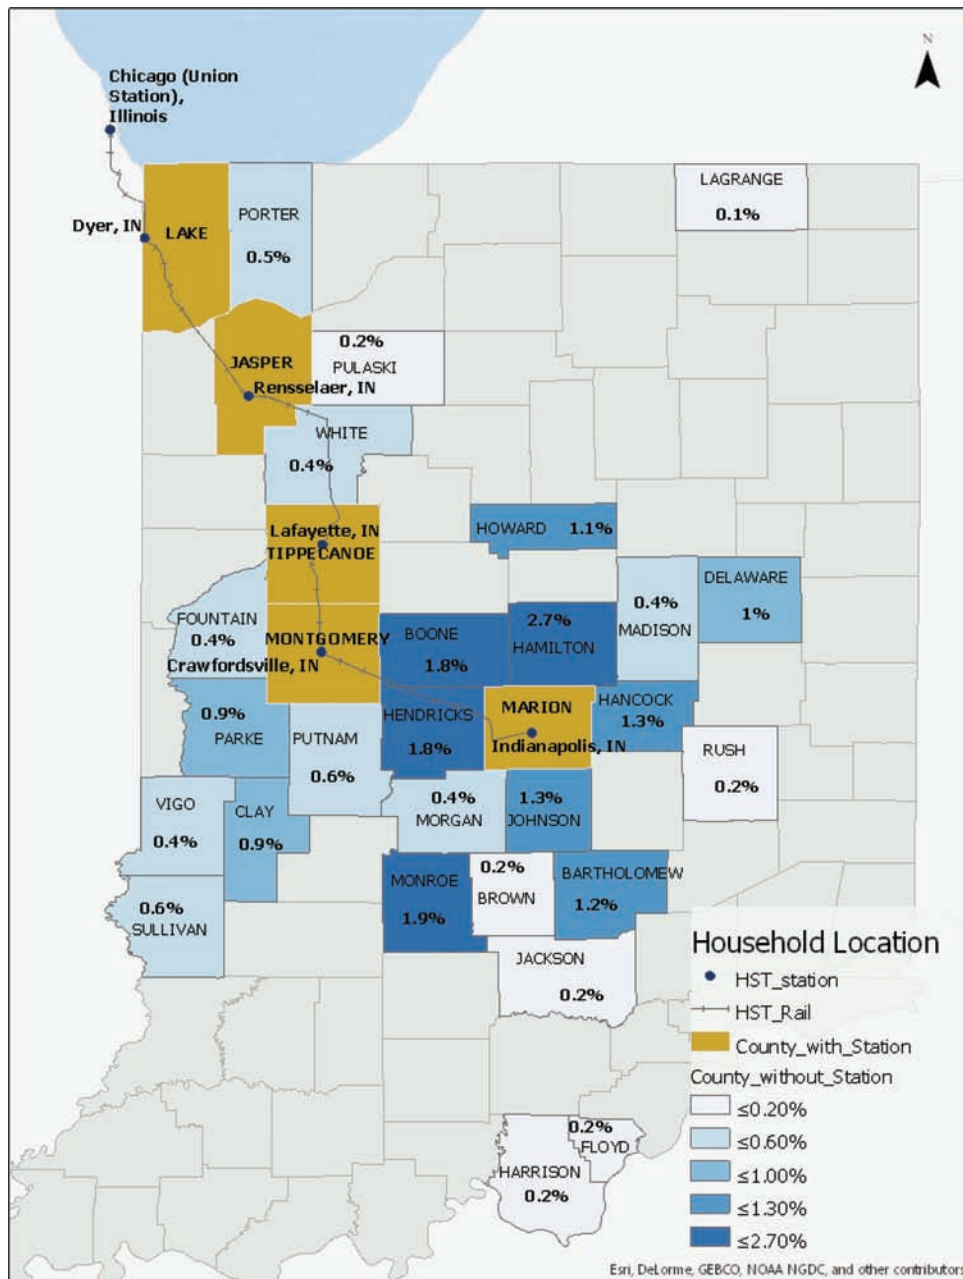 N
Chicago (Union
Station),
Illinois
LAGRANGE
0.1%
Dyer, IN
LAKE
PORTER
0.5%
0.2%
PULASKI
JASPER
Rensselaer, IN
WHITE
0.4%
HOWARD 1.1%
Lafayette, IN
TIPPECANOE
DELAWARE
1%
0.4%
MADISON
FOUNTAIN
0.4%
MONTGOMERY
Crawfordsville, IN
BOONE
1.8%
2.7%
HAMILTON
0.9%
PARKE
PUTNAM
0.6%
HENDRICKS
1.8%
MARION
Indianapolis, IN
HANCOCK
1.3%
RUSH
0.2%
VIGO
0.4%
CLAY
0.9%
0.4%
MORGAN
1.3%
JOHNSON
0.6%
SULLIVAN
MONROE
1.9%
0.2%
BROWN
BARTHOLOMEW
1.2%
JACKSON
0.2%
0.2%
FLOYD
HARRISON
0.2%
Household Location
HST_station
HST_Rail
County_with_Station
County_without_Station
≤0.20%
≤0.60%
≤1.00%
≤1.30%
≤2.70%
Esri, DeLorme, GEBCO, NOAA NGDC, and other contributors